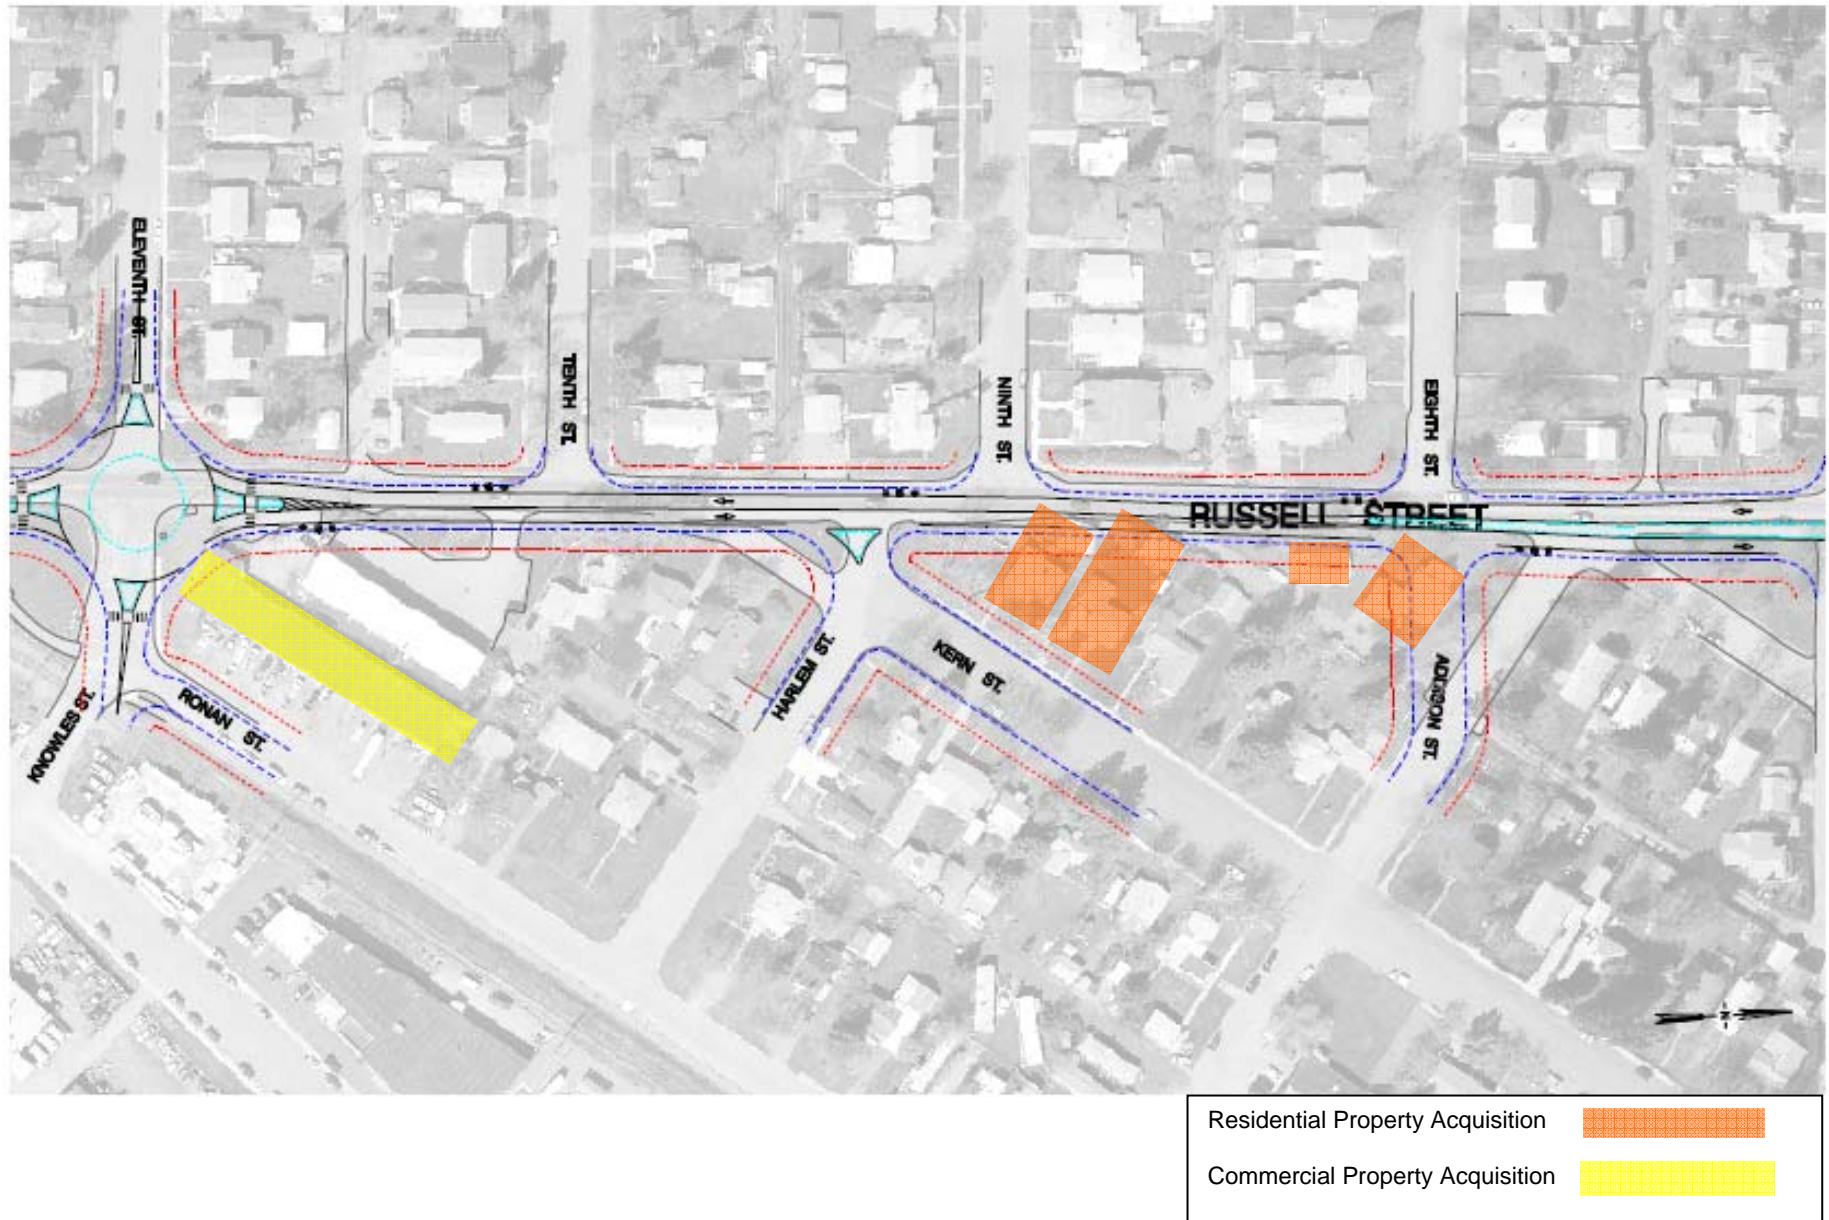 ELEVENTH ST.
TENTH ST.
NINTH ST.
EIGHTH ST.
RUSSELL STREET
KNOWLES ST.
RONAN ST.
HARLEM ST.
KERN ST.
ADDISON ST.
N
Residential Property Acquisition
Commercial Property Acquisition